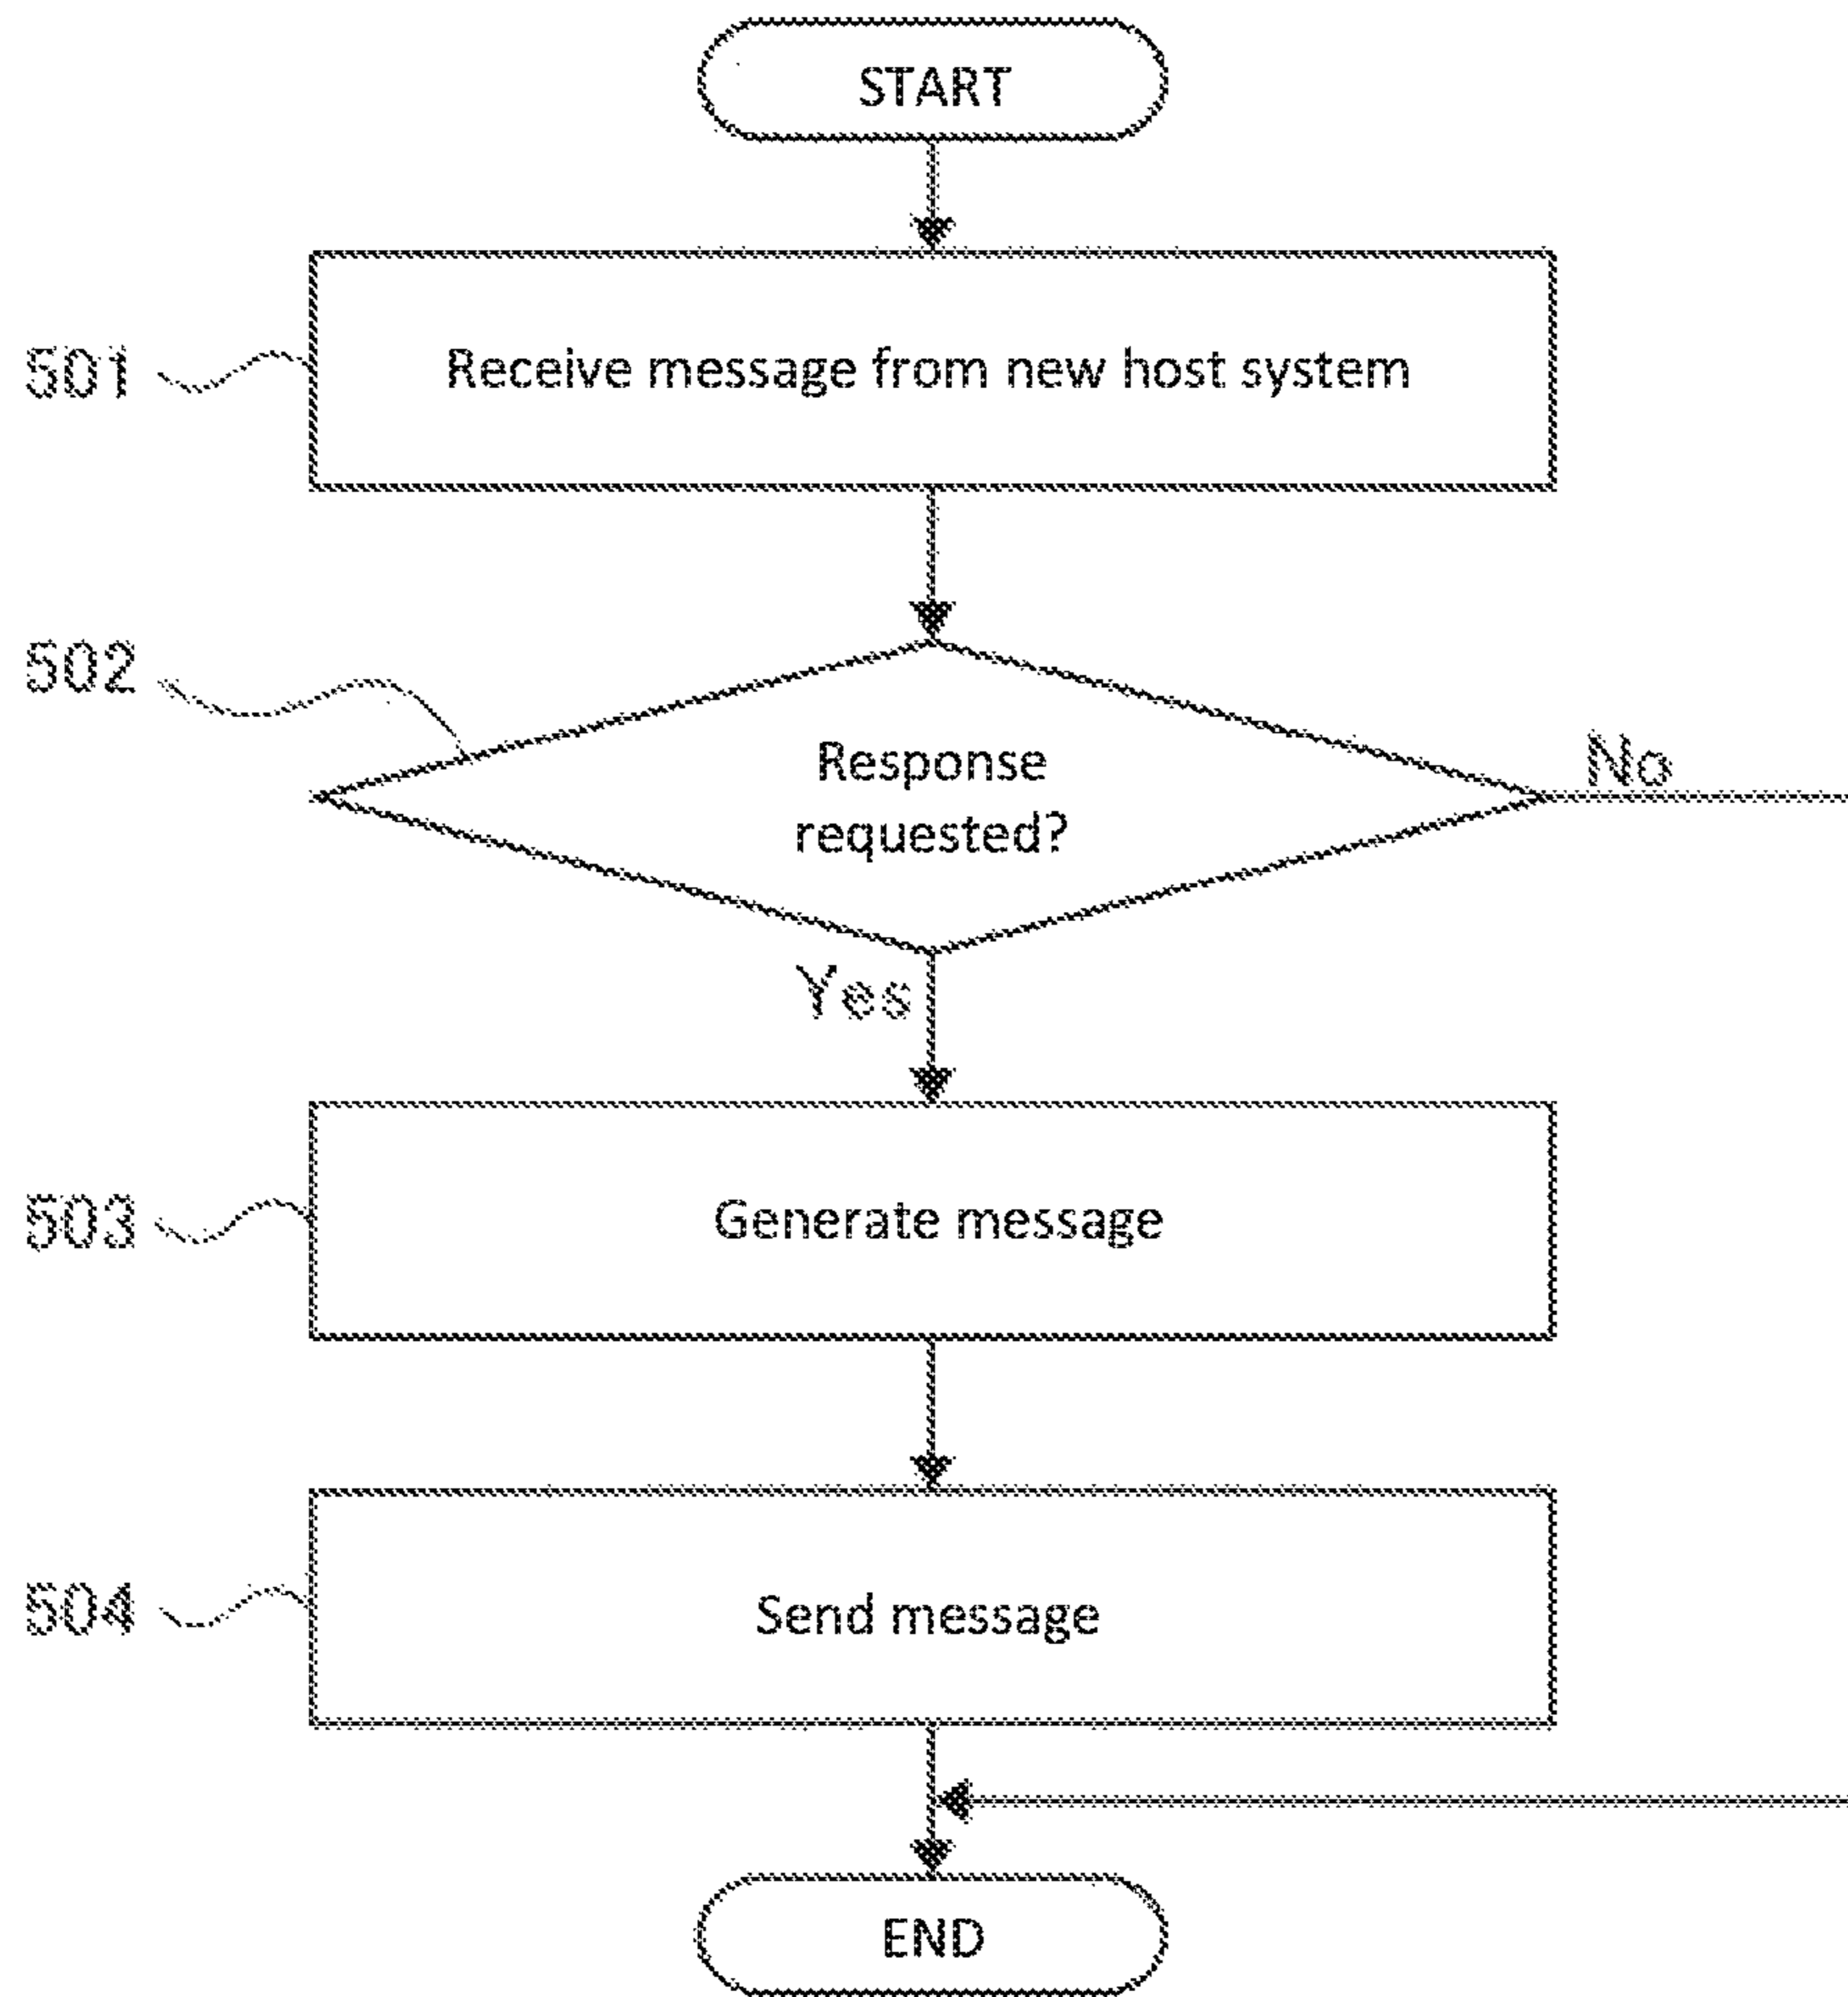 START
501
Receive message from new host system
502
Response
requested?
No
Yes
503
Generate message
504
Send message
END